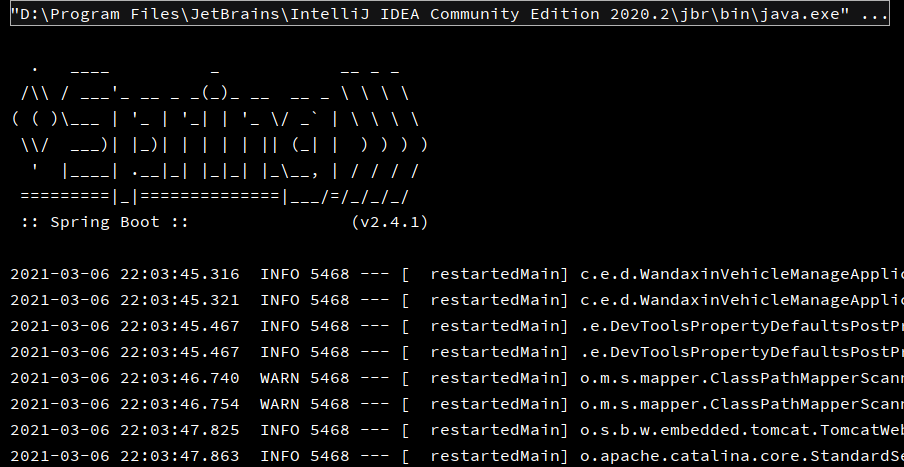 "D:\Program Files\JetBrains\IntelliJ IDEA Community Edition 2020.2\jbr\bin\java.exe" ...
  .   ____          _            __ _ _
 /\\ / ___'_ __ _ _(_)_ __  __ _ \ \ \ \
( ( )\___ | '_ | '_| | '_ \/ _` | \ \ \ \
 \\/  ___)| |_)| | | | | || (_| |  ) ) ) )
  '  |____| .__|_| |_|_| |_\__, | / / / /
 =========|_|==============|___/=/_/_/_/
 :: Spring Boot ::                (v2.4.1)
2021-03-06 22:03:45.316  INFO 5468 --- [  restartedMain] c.e.d.WandaxinVehicleManageApplic
2021-03-06 22:03:45.321  INFO 5468 --- [  restartedMain] c.e.d.WandaxinVehicleManageApplic
2021-03-06 22:03:45.467  INFO 5468 --- [  restartedMain] .e.DevToolsPropertyDefaultsPostPr
2021-03-06 22:03:45.467  INFO 5468 --- [  restartedMain] .e.DevToolsPropertyDefaultsPostPr
2021-03-06 22:03:46.740  WARN 5468 --- [  restartedMain] o.m.s.mapper.ClassPathMapperScann
2021-03-06 22:03:46.754  WARN 5468 --- [  restartedMain] o.m.s.mapper.ClassPathMapperScann
2021-03-06 22:03:47.825  INFO 5468 --- [  restartedMain] o.s.b.w.embedded.tomcat.TomcatWeb
2021-03-06 22:03:47.863  INFO 5468 --- [  restartedMain] o.apache.catalina.core.StandardSe